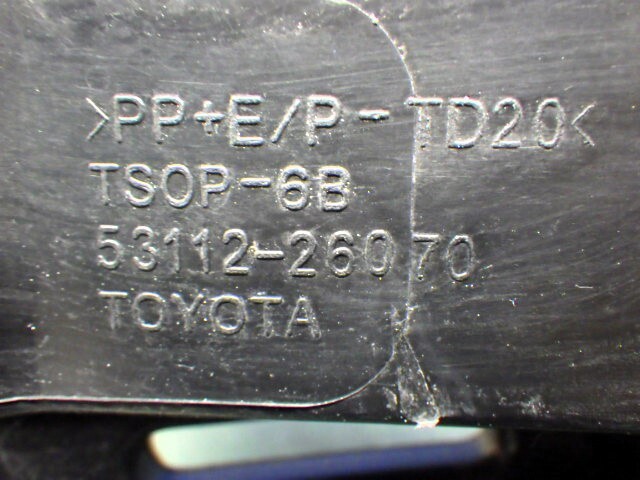 >PP+E/P-TD20<
TSOP-6B
53112-26070
TOYOTA